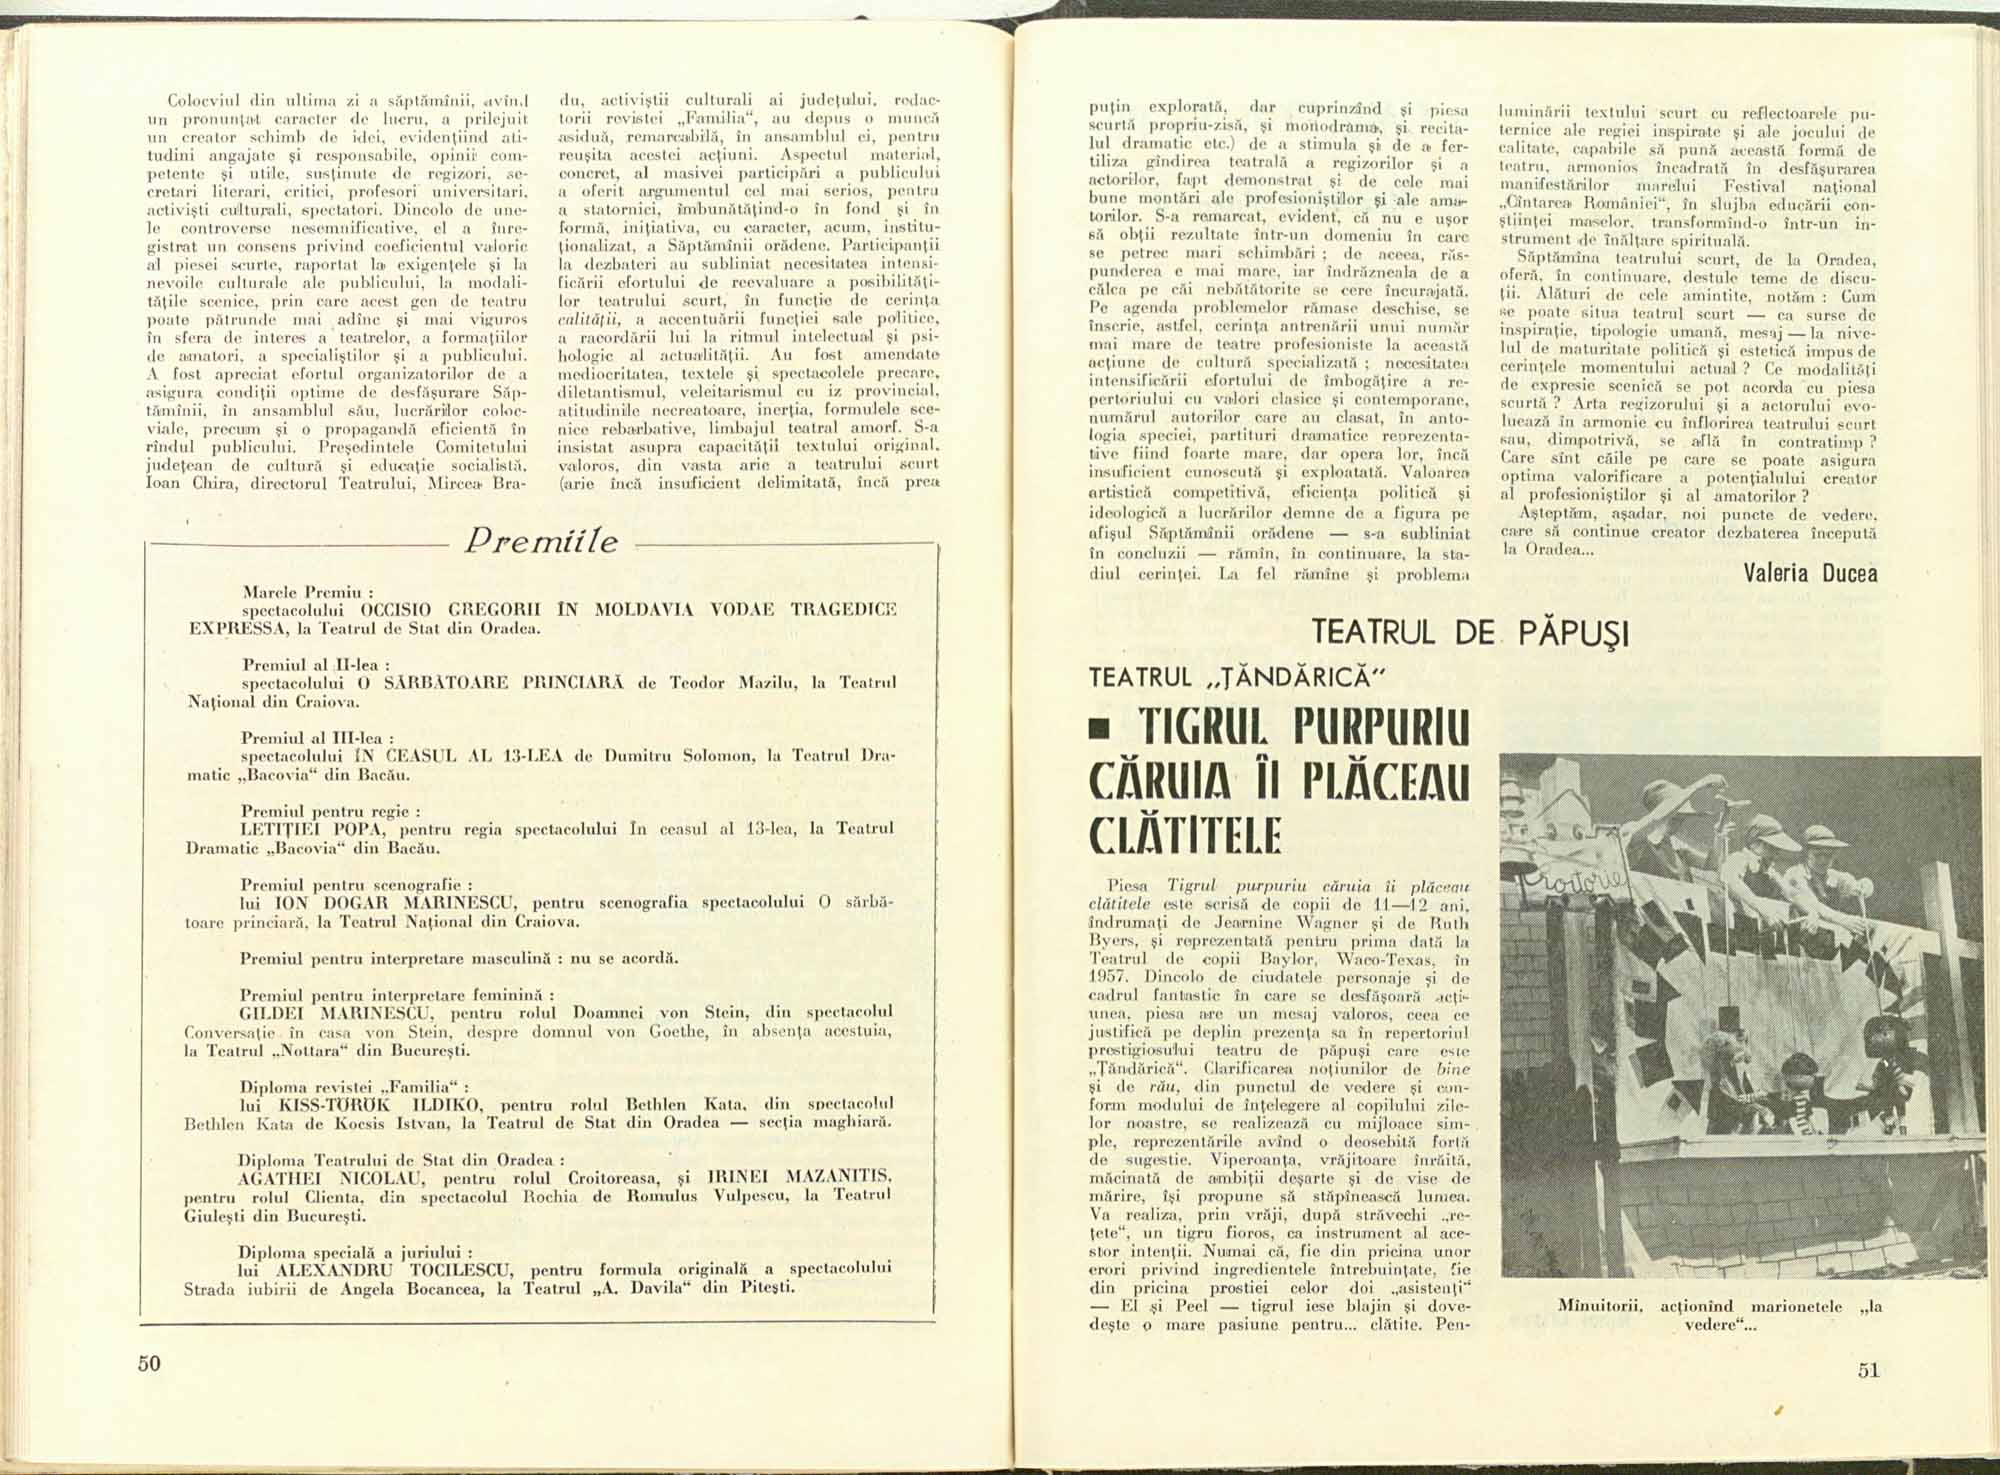 Colocviul din ultima zi a săptămînii, avînd
un pronunțat caracter de lucru, a prilejuit
un creator schimb de idei, evidențiind ati-
tudini angajate și responsabile, opinii com-
petente și utile, susținute de regizori, se-
cretari literari, critici, profesori universitari,
activiști culturali, spectatori. Dincolo de une-
le controverse nesemnificative, el a înre-
gistrat un consens privind coeficientul valoric
al piesei scurte, raportat la exigențele și la
nevoile culturale ale publicului, la modali-
tățile scenice, prin care acest gen de teatru
poate pătrunde mai adînc și mai viguros
în sfera de interes a teatrelor, a formațiilor
de amatori, a specialiștilor și a publicului.
A fost apreciat efortul organizatorilor de a
asigura condiții optime de desfășurare Săp-
tămînii, în ansamblul său, lucrărilor coloc-
viale, precum și o propagandă eficientă în
rîndul publicului. Președintele Comitetului
județean de cultură și educație socialistă,
Ioan Chira, directorul Teatrului, Mircea Bra-
du, activiștii culturali ai județului, redac-
torii revistei „Familia“, au depus o muncă
asiduă, remarcabilă, în ansamblul ei, pentru
reușita acestei acțiuni. Aspectul material,
concret, al masivei participări a publicului
a oferit argumentul cel mai serios, pentru
a statornici, îmbunătățind-o în fond și în
formă, inițiativa, cu caracter, acum, institu-
ționalizat, a Săptămînii orădene. Participanții
la dezbateri au subliniat necesitatea intensi-
ficării efortului de reevaluare a posibilități-
lor teatrului scurt, în funcție de cerința
calității, a accentuării funcției sale politice,
a racordării lui la ritmul intelectual și psi-
hologic al actualității. Au fost amendate
mediocritatea, textele și spectacolele precare,
diletantismul, veleitarismul cu iz provincial,
atitudinile necreatoare, inerția, formulele sce-
nice rebarbative, limbajul teatral amorf. S-a
insistat asupra capacității textului original,
valoros, din vasta arie a teatrului scurt
(arie încă insuficient delimitată, încă prea
Premiile
Marele Premiu :
spectacolului OCCISIO GREGORII ÎN MOLDAVIA VODAE TRAGEDICE
EXPRESSA, la Teatrul de Stat din Oradea.
Premiul al II-lea :
spectacolului O SĂRBĂTOARE PRINCIARĂ de Teodor Mazilu, la Teatrul
Național din Craiova.
Premiul al III-lea :
spectacolului ÎN CEASUL AL 13-LEA de Dumitru Solomon, la Teatrul Dra-
matic „Bacovia“ din Bacău.
Premiul pentru regie :
LETIȚIEI POPA, pentru regia spectacolului În ceasul al 13-lea, la Teatrul
Dramatic „Bacovia“ din Bacău.
Premiul pentru scenografie :
lui ION DOGAR MARINESCU, pentru scenografia spectacolului O sărbă-
toare princiară, la Teatrul Național din Craiova.
Premiul pentru interpretare masculină : nu se acordă.
Premiul pentru interpretare feminină :
GILDEI MARINESCU, pentru rolul Doamnei von Stein, din spectacolul
Conversație în casa von Stein, despre domnul von Goethe, în absența acestuia,
la Teatrul „Nottara“ din București.
Diploma revistei „Familia“ :
lui KISS-TÖRÖK ILDIKO, pentru rolul Bethlen Kata, din spectacolul
Bethlen Kata de Kocsis Istvan, la Teatrul de Stat din Oradea — secția maghiară.
Diploma Teatrului de Stat din Oradea :
AGATHEI NICOLAU, pentru rolul Croitoreasa, și IRINEI MAZANITIS,
pentru rolul Clienta, din spectacolul Rochia de Romulus Vulpescu, la Teatrul
Giulești din București.
Diploma specială a juriului :
lui ALEXANDRU TOCILESCU, pentru formula originală a spectacolului
Strada iubirii de Angela Bocancea, la Teatrul „A. Davila“ din Pitești.
50
puțin explorată, dar cuprinzînd și piesa
scurtă propriu-zisă, și monodrama, și recita-
lul dramatic etc.) de a stimula și de a fer-
tiliza gîndirea teatrală a regizorilor și a
actorilor, fapt demonstrat și de cele mai
bune montări ale profesioniștilor și ale ama-
torilor. S-a remarcat, evident, că nu e ușor
să obții rezultate într-un domeniu în care
se petrec mari schimbări ; de aceea, răs-
punderea e mai mare, iar îndrăzneala de a
călca pe căi nebătătorite se cere încurajată.
Pe agenda problemelor rămase deschise, se
înscrie, astfel, cerința antrenării unui număr
mai mare de teatre profesioniste la această
acțiune de cultură specializată ; necesitatea
intensificării efortului de îmbogățire a re-
pertoriului cu valori clasice și contemporane,
numărul autorilor care au clasat, în anto-
logia speciei, partituri dramatice reprezenta-
tive fiind foarte mare, dar opera lor, încă
insuficient cunoscută și exploatată. Valoarea
artistică competitivă, eficiența politică și
ideologică a lucrărilor demne de a figura pe
afișul Săptămînii orădene — s-a subliniat
în concluzii — rămîn, în continuare, la sta-
diul cerinței. La fel rămîne și problema
luminării textului scurt cu reflectoarele pu-
ternice ale regiei inspirate și ale jocului de
calitate, capabile să pună această formă de
teatru, armonios încadrată în desfășurarea
manifestărilor marelui Festival național
„Cîntarea României“, în slujba educării con-
științei maselor, transformînd-o într-un in-
strument de înălțare spirituală.
Săptămîna teatrului scurt, de la Oradea,
oferă, în continuare, destule teme de discu-
ții. Alături de cele amintite, notăm : Cum
se poate situa teatrul scurt — ca surse de
inspirație, tipologie umană, mesaj — la nive-
lul de maturitate politică și estetică impus de
cerințele momentului actual ? Ce modalități
de expresie scenică se pot acorda cu piesa
scurtă ? Arta regizorului și a actorului evo-
luează în armonie cu înflorirea teatrului scurt
sau, dimpotrivă, se află în contratimp ?
Care sînt căile pe care se poate asigura
optima valorificare a potențialului creator
al profesioniștilor și al amatorilor ?
Așteptăm, așadar, noi puncte de vedere,
care să continue creator dezbaterea începută
la Oradea...
Valeria Ducea
TEATRUL DE PĂPUȘI
TEATRUL „ȚĂNDĂRICĂ“
■ TIGRUL PURPURIU
CĂRUIA ÎI PLĂCEAU
CLĂTITELE
Piesa Tigrul purpuriu căruia îi plăceau
clătitele este scrisă de copii de 11—12 ani,
îndrumați de Jearnine Wagner și de Ruth
Byers, și reprezentată pentru prima dată la
Teatrul de copii Baylor, Waco-Texas, în
1957. Dincolo de ciudatele personaje și de
cadrul fantastic în care se desfășoară acți-
unea, piesa are un mesaj valoros, ceea ce
justifică pe deplin prezența sa în repertoriul
prestigiosului teatru de păpuși care este
„Țăndărică“. Clarificarea noțiunilor de bine
și de rău, din punctul de vedere și con-
form modului de înțelegere al copilului zile-
lor noastre, se realizează cu mijloace sim-
ple, reprezentările avînd o deosebită forță
de sugestie. Viperoanța, vrăjitoare înrăită,
măcinată de ambiții deșarte și de vise de
mărire, își propune să stăpînească lumea.
Va realiza, prin vrăji, după străvechi „re-
țete“, un tigru fioros, ca instrument al ace-
stor intenții. Numai că, fie din pricina unor
erori privind ingredientele întrebuințate, fie
din pricina prostiei celor doi „asistenți“
— El și Peel — tigrul iese blajin și dove-
dește o mare pasiune pentru... clătite. Pen-
Croitorie
Mînuitorii, acționînd marionetele „la
vedere“...
51